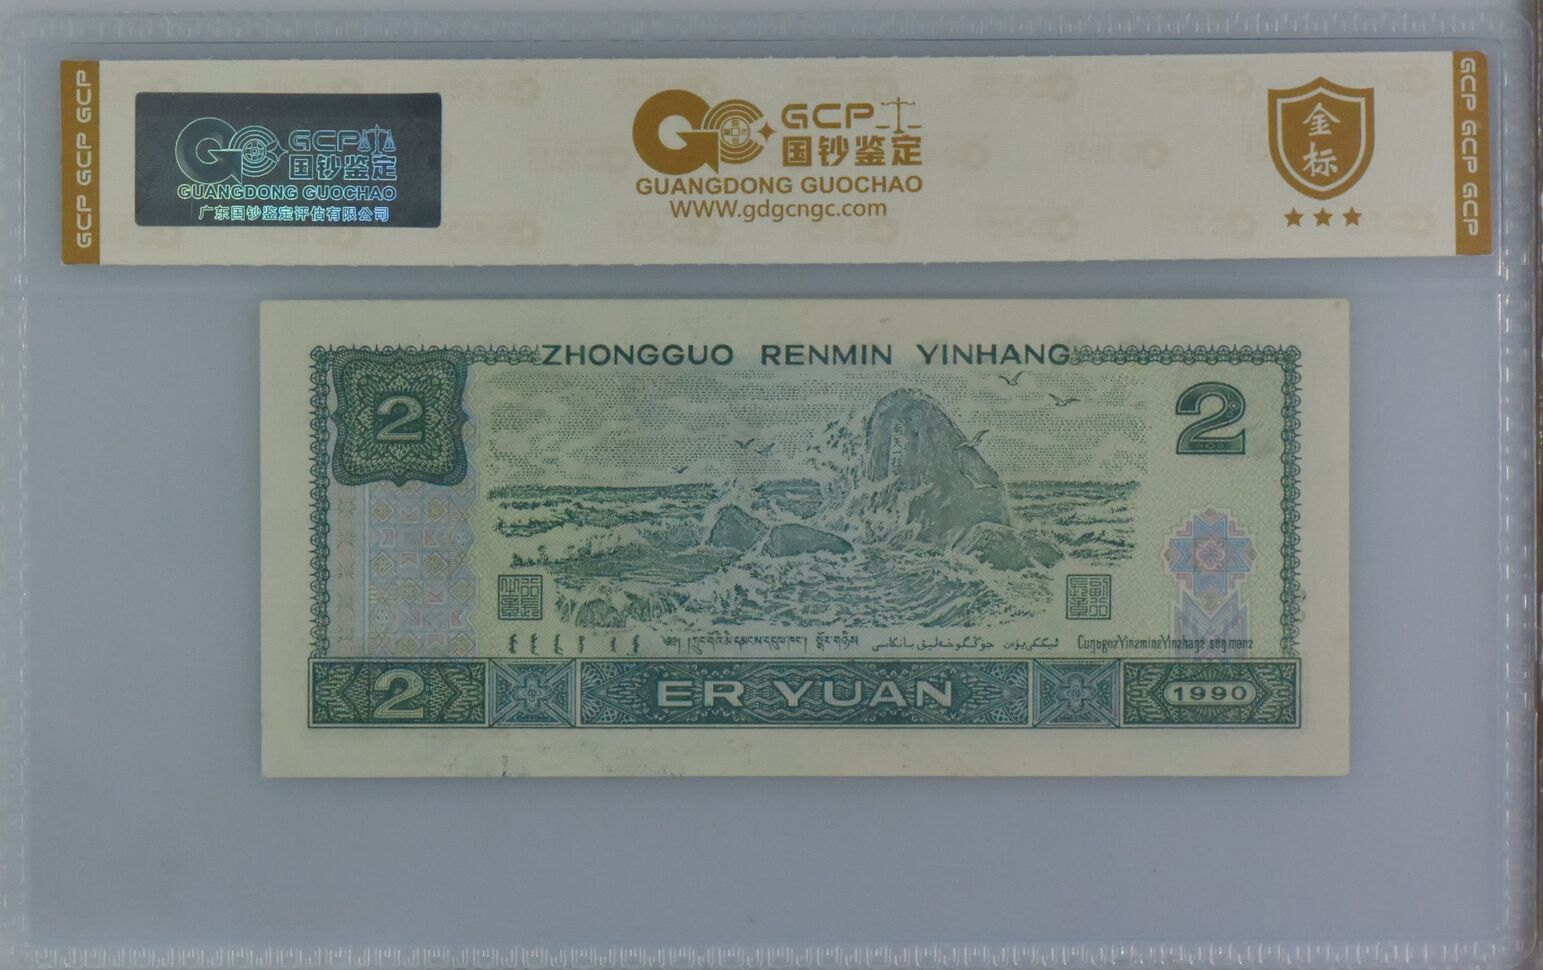 GCP GCP GCP
GCP
国钞鉴定
GUANGDONG GUOCHAO
广东国钞鉴定评估有限公司
GCP
国钞鉴定
GUANGDONG GUOCHAO
WWW.gdgcngc.com
金标
GCP GCP GCP
ZHONGGUO RENMIN YINHANG
2
2
2
ER YUAN
1990